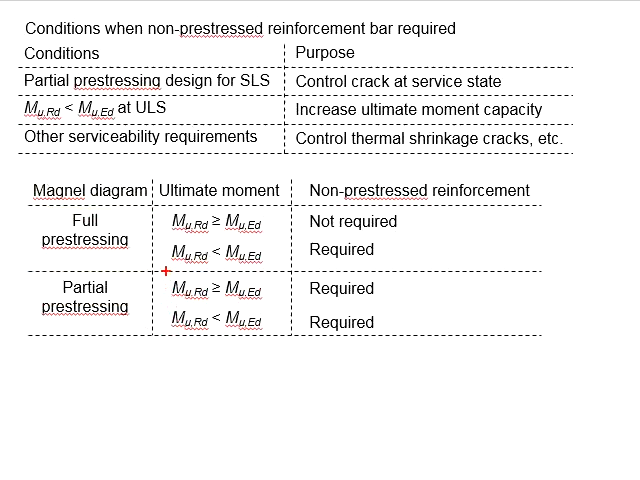 Conditions when non-prestressed reinforcement bar required
Conditions Purpose
Partial prestressing design for SLS Control crack at service state
Mu,Rd < Mu,Ed at ULS Increase ultimate moment capacity
Other serviceability requirements Control thermal shrinkage cracks, etc.
Magnel diagram Ultimate moment Non-prestressed reinforcement
Full prestressing Mu,Rd ≥ Mu,Ed Not required
Mu,Rd < Mu,Ed Required
Partial prestressing Mu,Rd ≥ Mu,Ed Required
Mu,Rd < Mu,Ed Required